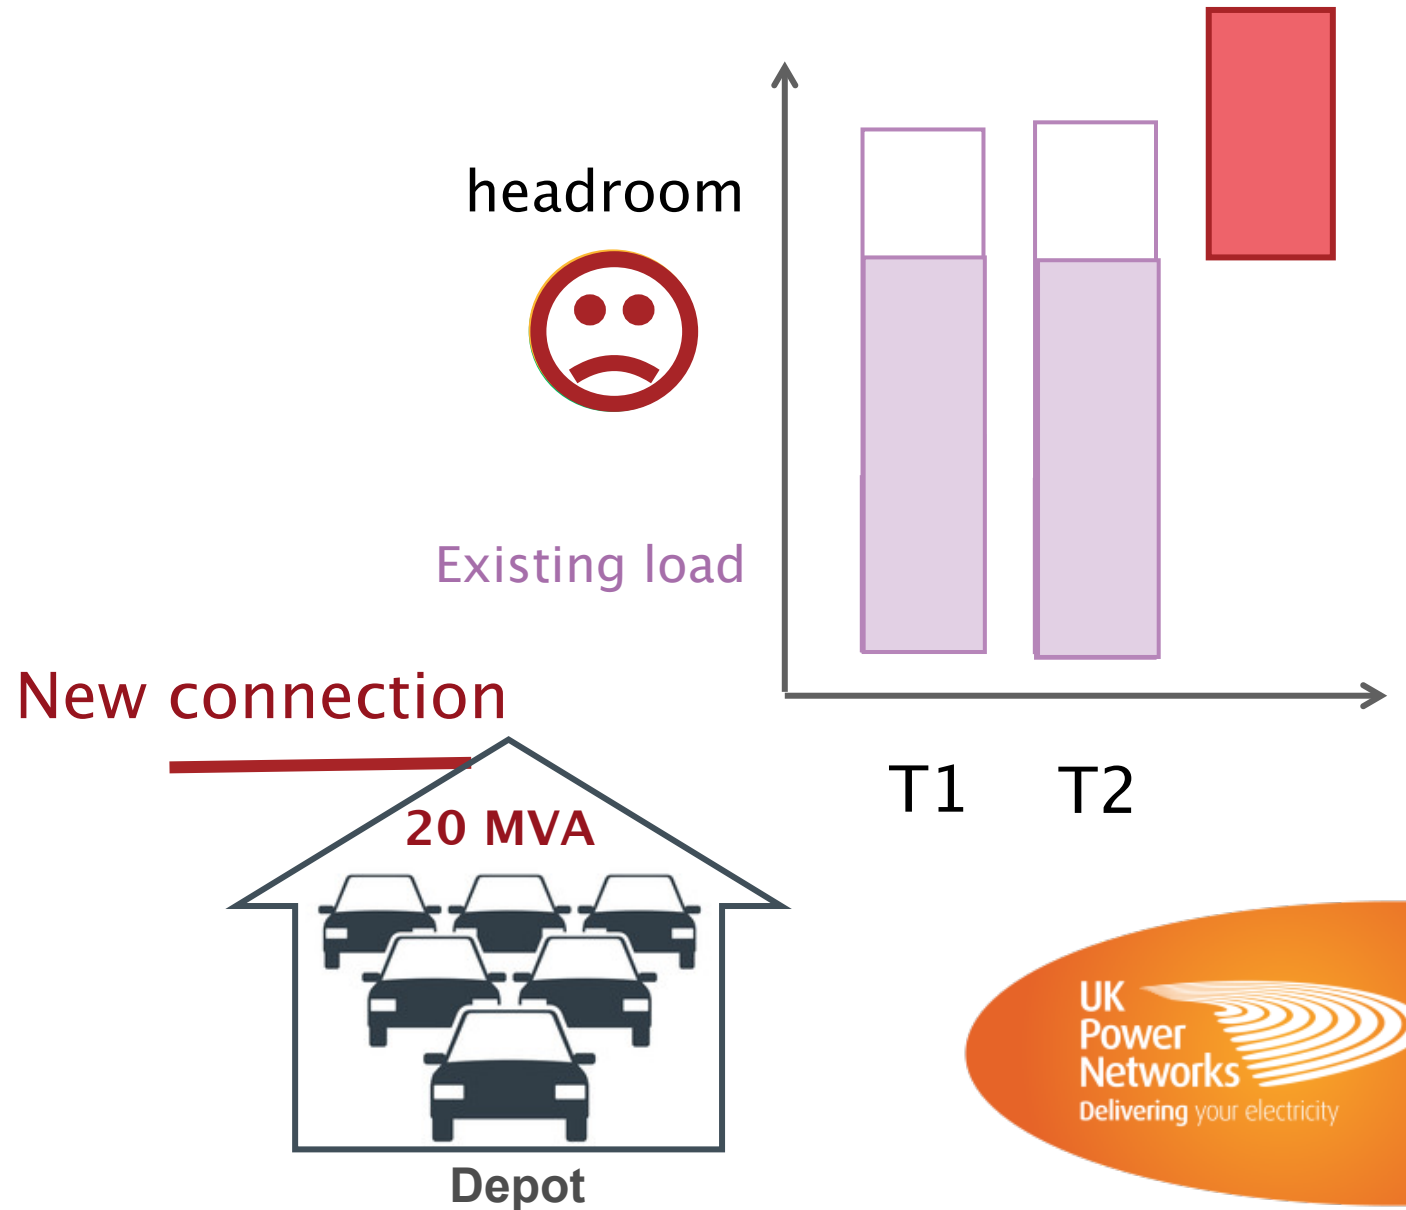 headroom
Existing load
New connection
20 MVA
T1 T2
Depot
UK
Power
Networks
Delivering your electricity